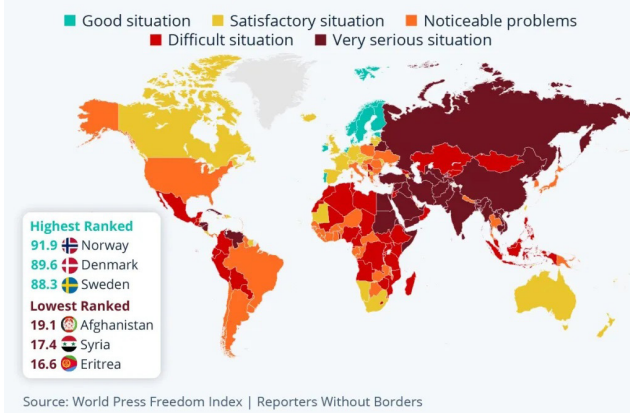 Good situation Satisfactory situation Noticeable problems
Difficult situation Very serious situation
Highest Ranked
91.9 Norway
89.6 Denmark
88.3 Sweden
Lowest Ranked
19.1 Afghanistan
17.4 Syria
16.6 Eritrea
Source: World Press Freedom Index | Reporters Without Borders